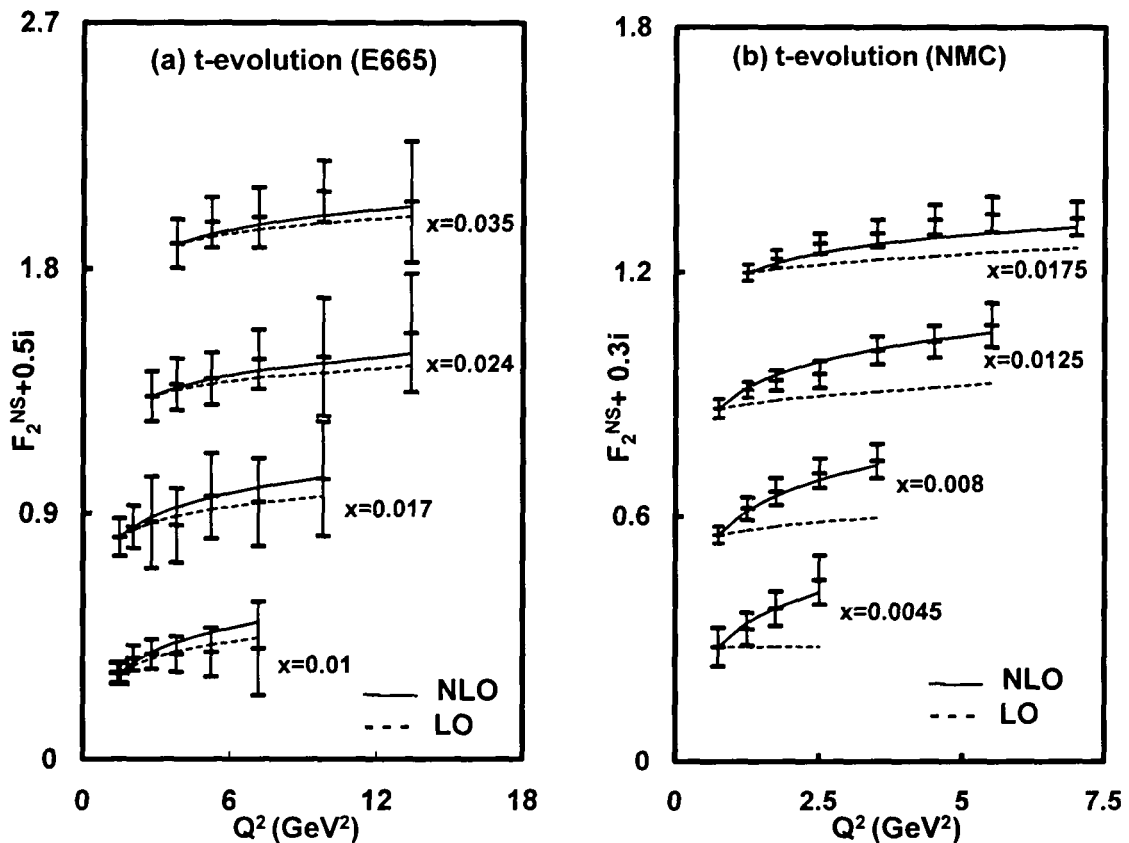 2.7
(a) t-evolution (E665)
x=0.035
1.8
x=0.024
F₂ᴺˢ+0.5i
0.9
x=0.017
x=0.01
NLO
LO
0
0 6 12 18
Q² (GeV²)
1.8
(b) t-evolution (NMC)
1.2
x=0.0175
x=0.0125
F₂ᴺˢ+ 0.3i
0.6
x=0.008
x=0.0045
NLO
LO
0
0 2.5 5 7.5
Q² (GeV²)